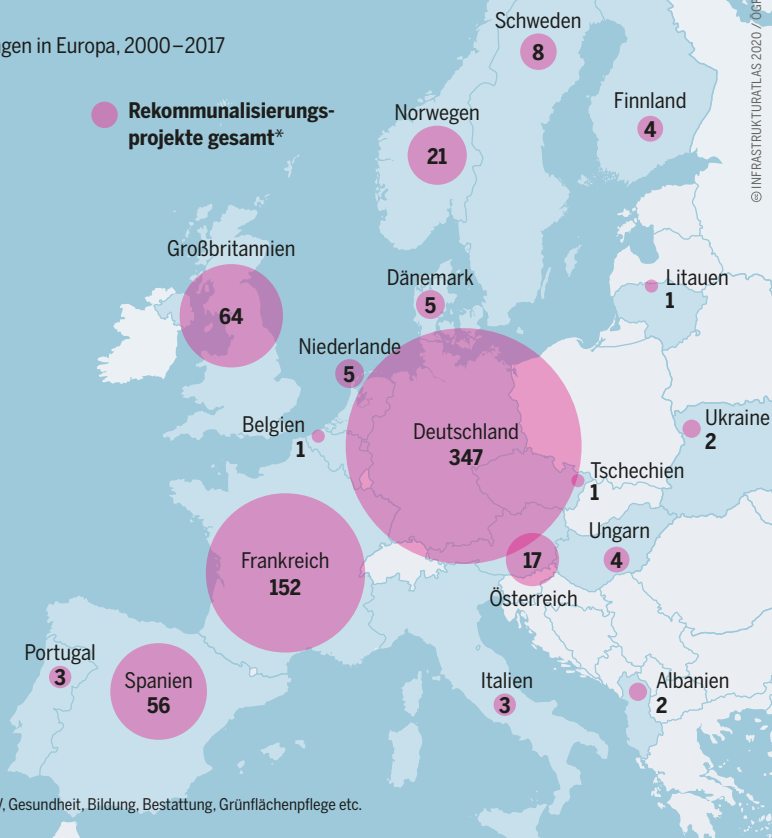 Schweden
8
gen in Europa, 2000–2017
Rekommunalisierungs-
projekte gesamt*
Finnland
4
Norwegen
21
Großbritannien
64
Dänemark
5
Litauen
1
Niederlande
5
Belgien
1
Deutschland
347
Ukraine
2
Tschechien
1
Ungarn
4
Frankreich
152
17
Österreich
Portugal
3
Spanien
56
Italien
3
Albanien
2
, Gesundheit, Bildung, Bestattung, Grünflächenpflege etc.
INFRASTRUKTURATLAS 2020 / ÖGP